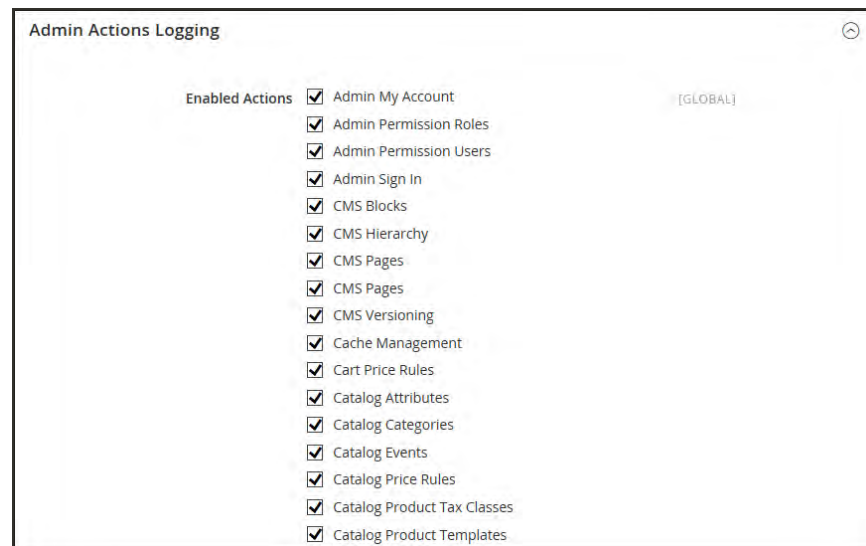 Admin Actions Logging
Enabled Actions Admin My Account [GLOBAL]
Admin Permission Roles
Admin Permission Users
Admin Sign In
CMS Blocks
CMS Hierarchy
CMS Pages
CMS Pages
CMS Versioning
Cache Management
Cart Price Rules
Catalog Attributes
Catalog Categories
Catalog Events
Catalog Price Rules
Catalog Product Tax Classes
Catalog Product Templates